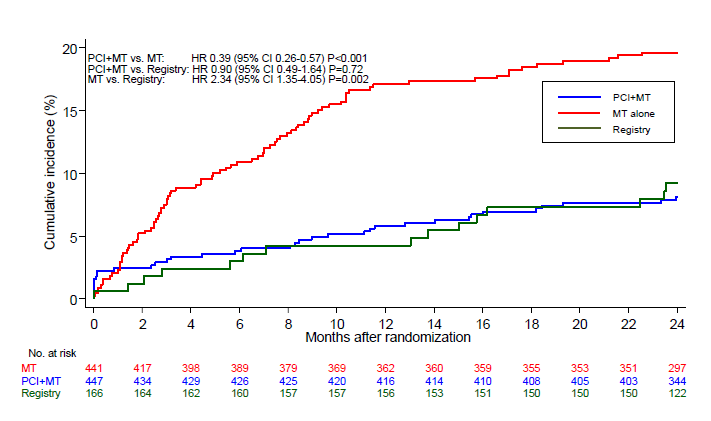 PCI+MT vs. MT: HR 0.39 (95% CI 0.26-0.57) P<0.001
PCI+MT vs. Registry: HR 0.90 (95% CI 0.49-1.64) P=0.72
MT vs. Registry: HR 2.34 (95% CI 1.35-4.05) P=0.002
PCI+MT
MT alone
Registry
Cumulative incidence (%)
20
15
10
5
0
0 2 4 6 8 10 12 14 16 18 20 22 24
Months after randomization
No. at risk
MT 441 417 398 389 379 369 362 360 359 355 353 351 297
PCI+MT 447 434 429 426 425 420 416 414 410 408 405 403 344
Registry 166 164 162 160 157 157 156 153 151 150 150 150 122